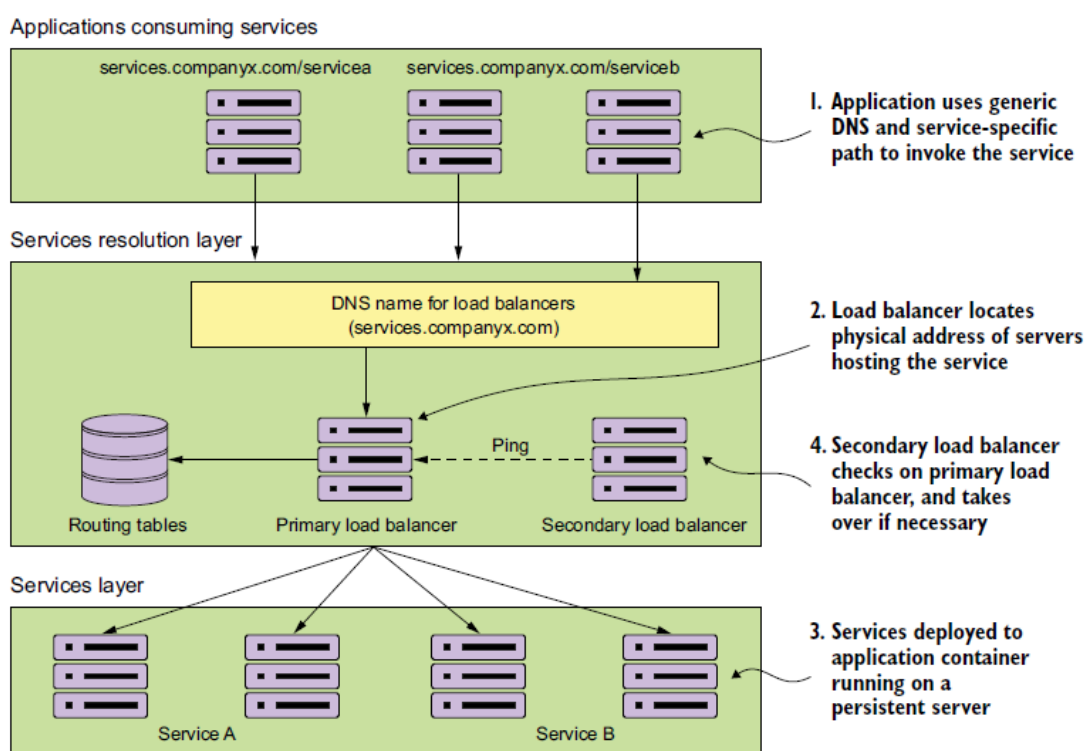 Applications consuming services
services.companyx.com/servicea
services.companyx.com/serviceb
1. Application uses generic
DNS and service-specific
path to invoke the service
Services resolution layer
DNS name for load balancers
(services.companyx.com)
2. Load balancer locates
physical address of servers
hosting the service
Ping
4. Secondary load balancer
checks on primary load
balancer, and takes
over if necessary
Routing tables
Primary load balancer
Secondary load balancer
Services layer
3. Services deployed to
application container
running on a
persistent server
Service A
Service B